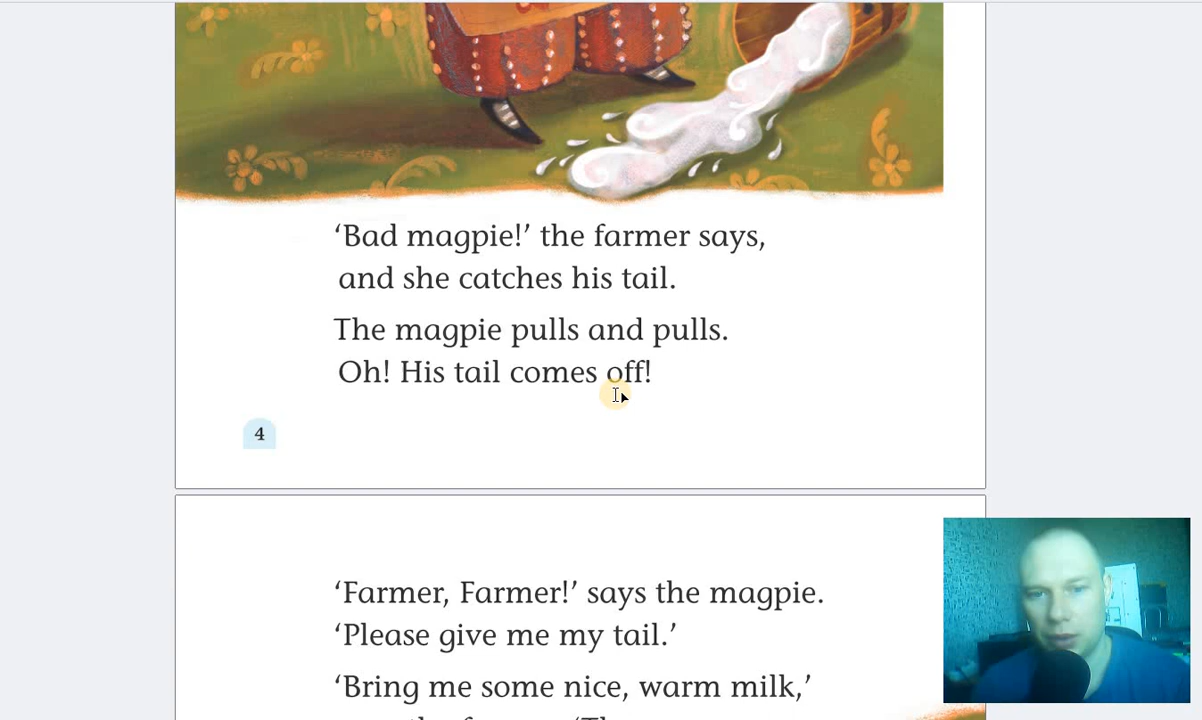 ‘Bad magpie!’ the farmer says,
and she catches his tail.
The magpie pulls and pulls.
Oh! His tail comes off!
4
‘Farmer, Farmer!’ says the magpie.
‘Please give me my tail.’
‘Bring me some nice, warm milk,’